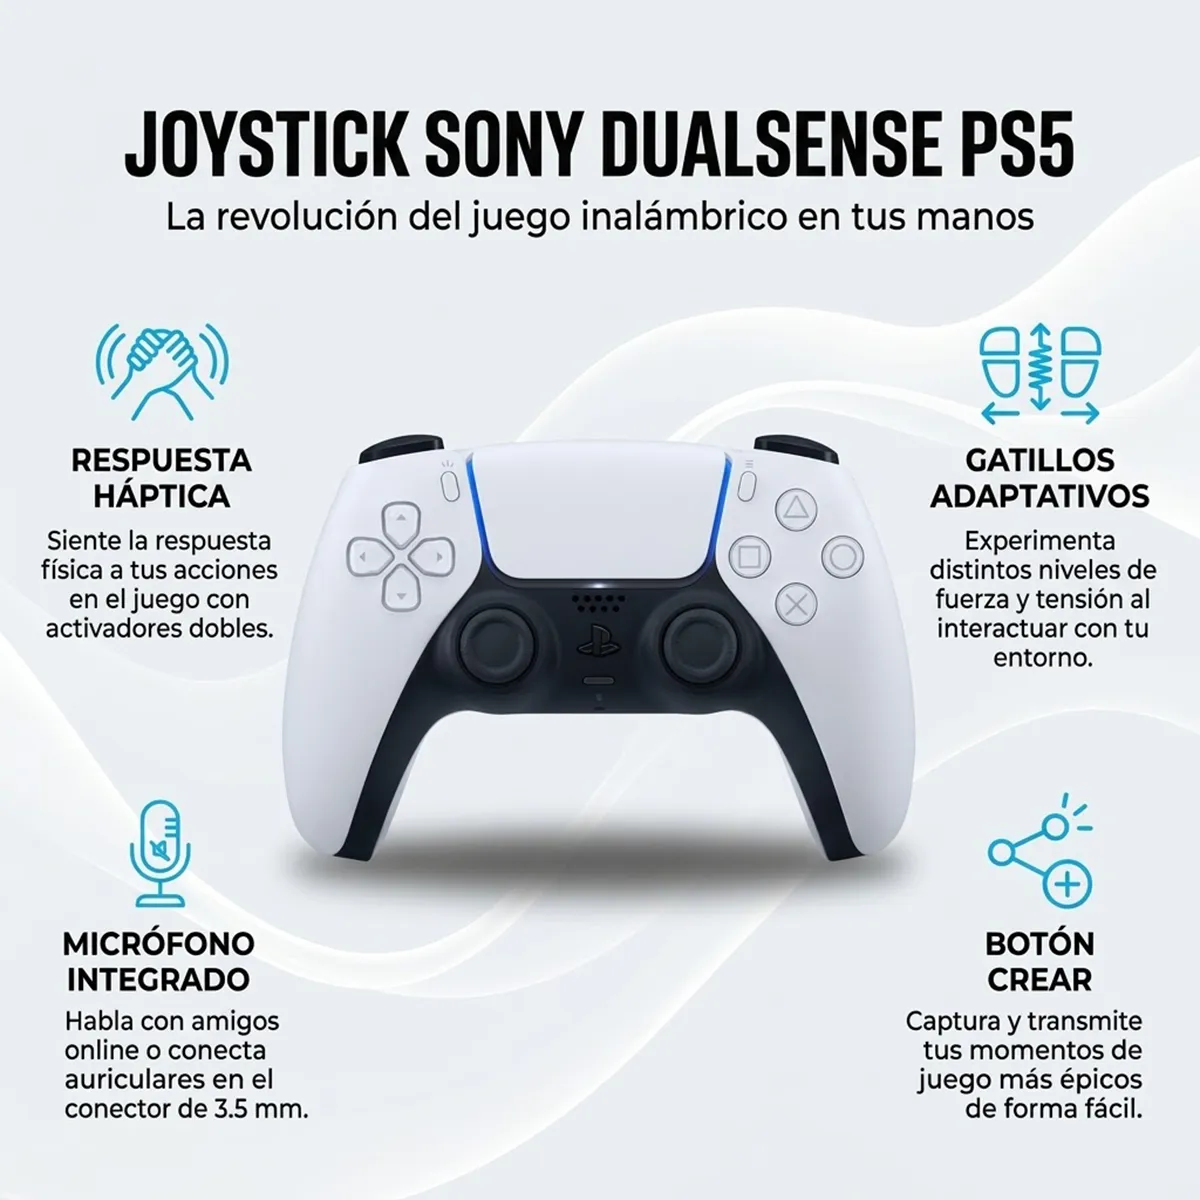 JOYSTICK SONY DUALSENSE PS5
La revolución del juego inalámbrico en tus manos
RESPUESTA
HÁPTICA
Siente la respuesta
física a tus acciones
en el juego con
activadores dobles.
GATILLOS
ADAPTATIVOS
Experimenta
distintos niveles de
fuerza y tensión al
interactuar con tu
entorno.
MICRÓFONO
INTEGRADO
Habla con amigos
online o conecta
auriculares en el
conector de 3.5 mm.
BOTÓN
CREAR
Captura y transmite
tus momentos de
juego más épicos
de forma fácil.